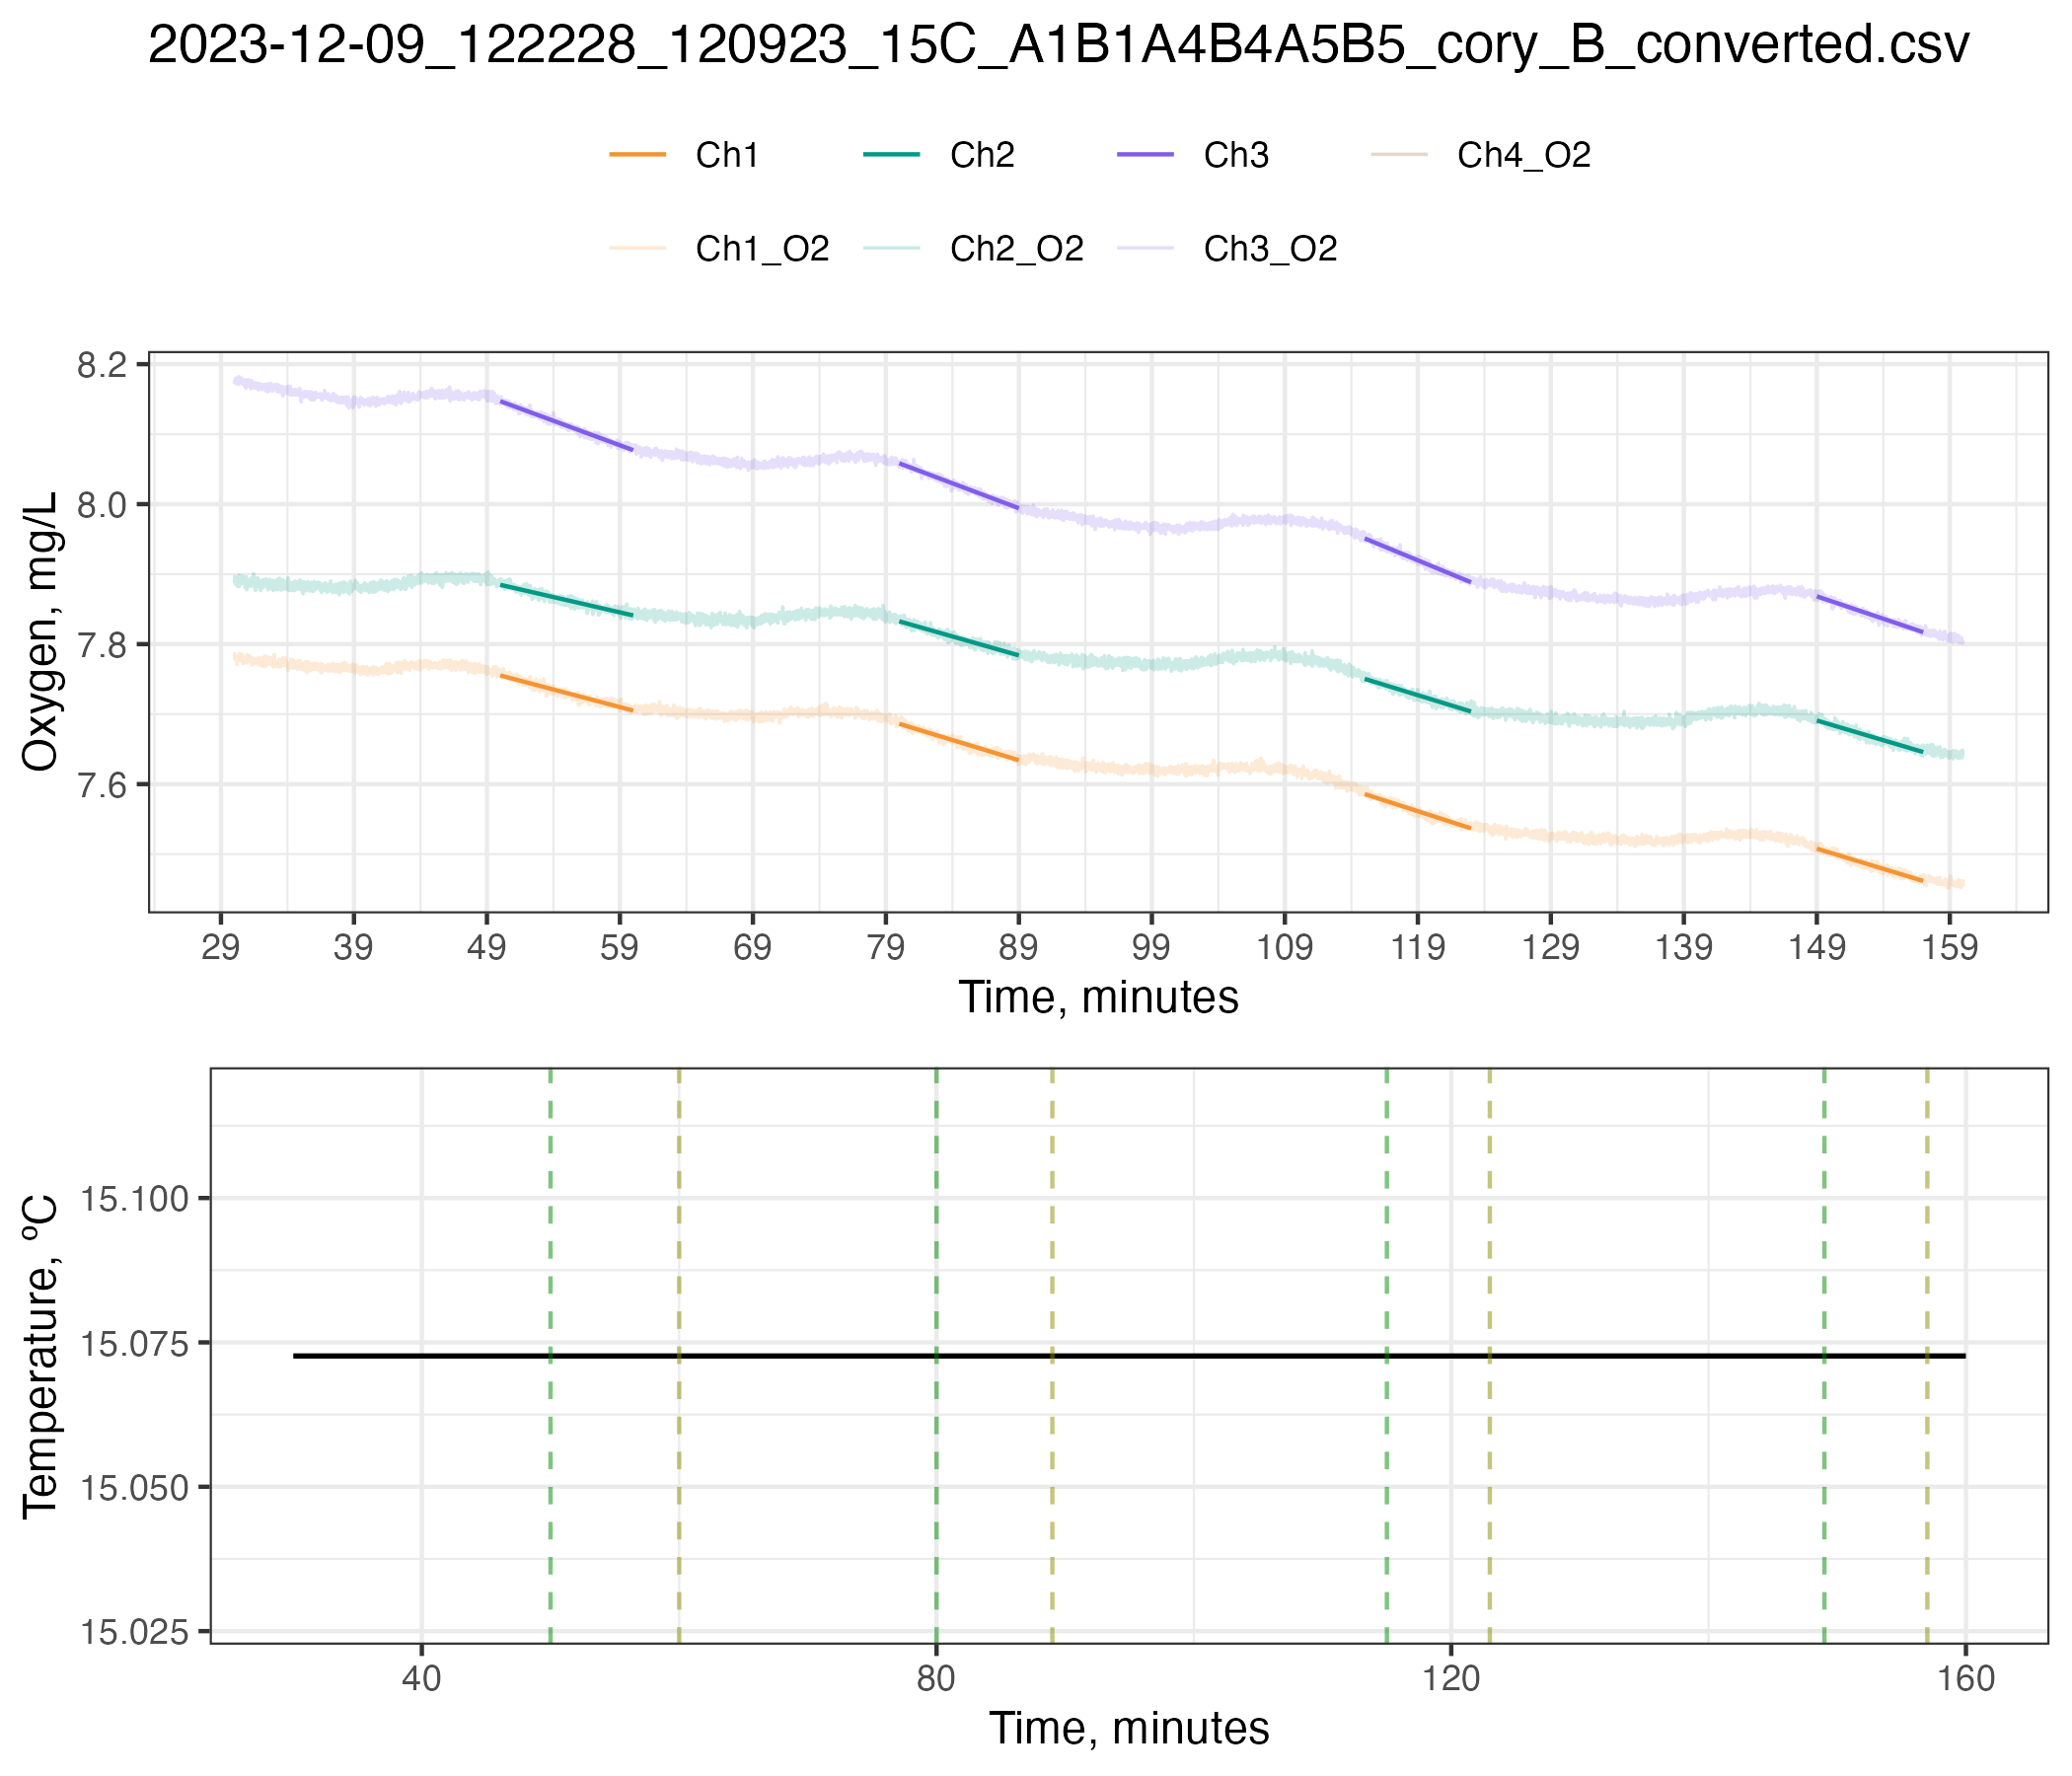 2023-12-09_122228_120923_15C_A1B1A4B4A5B5_cory_B_converted.csv
Ch1 Ch2 Ch3 Ch4_O2
Ch1_O2 Ch2_O2 Ch3_O2
8.2
8.0
7.8
7.6
Oxygen, mg/L
29 39 49 59 69 79 89 99 109 119 129 139 149 159
Time, minutes
15.100
15.075
15.050
15.025
Temperature, ºC
40 80 120 160
Time, minutes